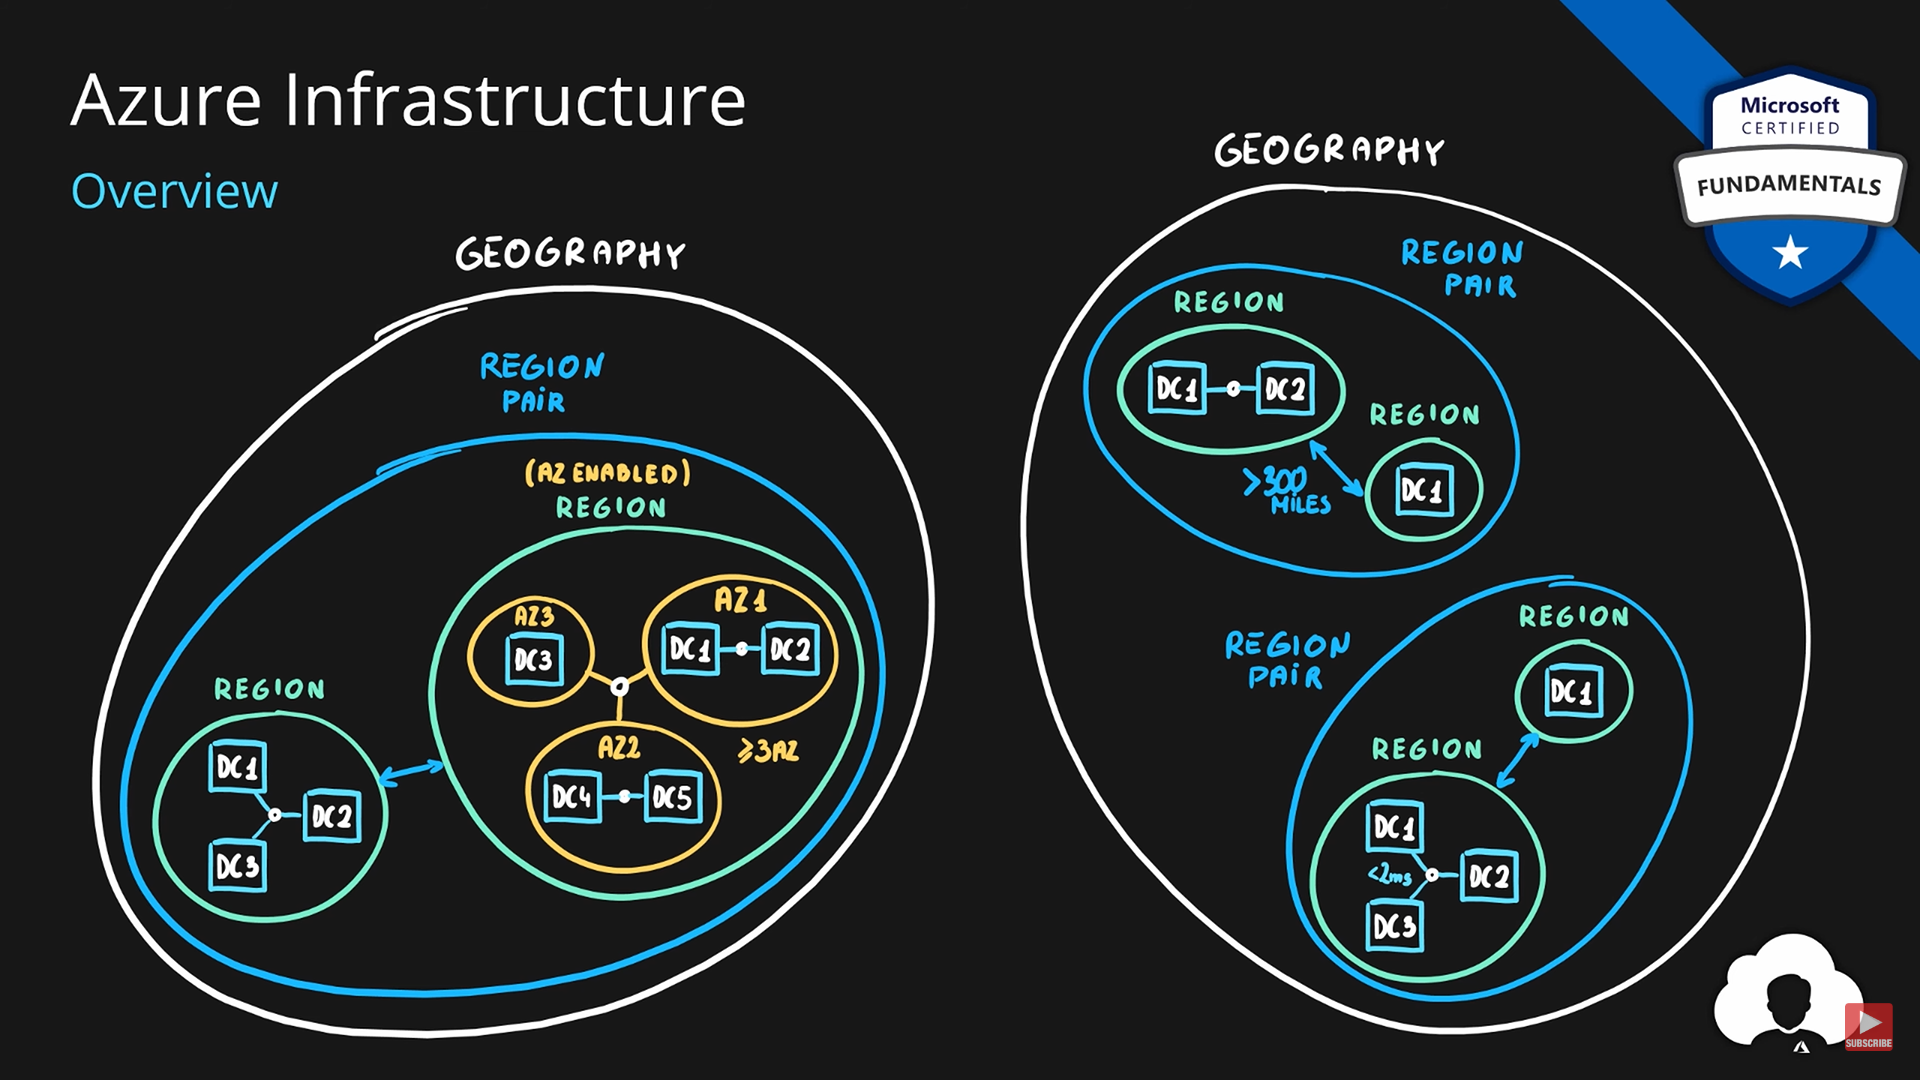 Azure Infrastructure
Overview
Microsoft
CERTIFIED
FUNDAMENTALS
GEOGRAPHY
REGION
PAIR
(AZ ENABLED)
REGION
AZ3
DC3
AZ1
DC1
DC2
AZ2
DC4
DC5
≥3AZ
REGION
DC1
DC2
DC3
GEOGRAPHY
REGION
PAIR
REGION
DC1
DC2
REGION
DC1
>300
MILES
REGION
PAIR
REGION
DC1
REGION
DC1
<2ms
DC2
DC3
SUBSCRIBE